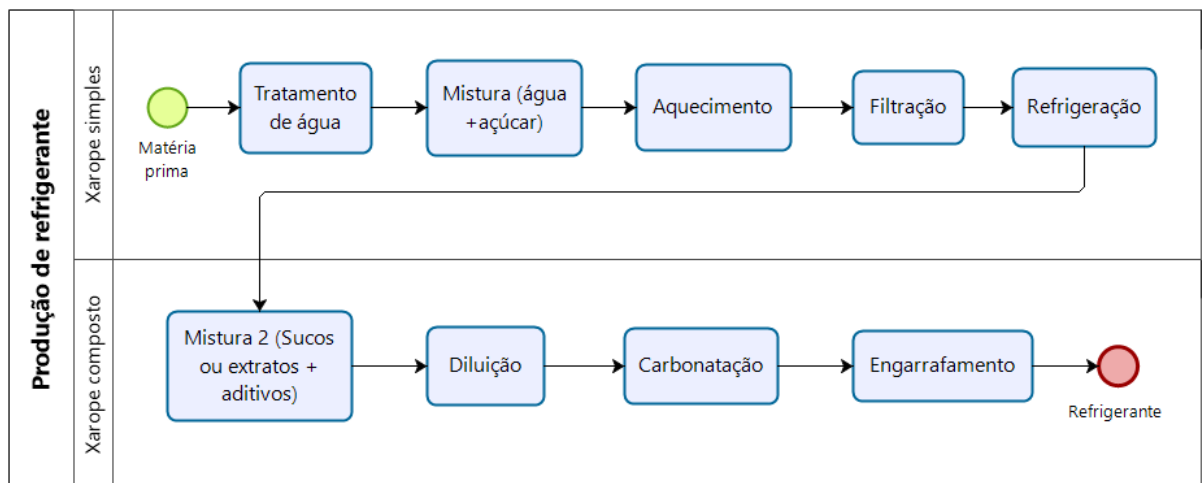 Produção de refrigerante
Xarope simples
Matéria
prima
Tratamento
de água
Mistura (água
+açúcar)
Aquecimento
Filtração
Refrigeração
Xarope composto
Mistura 2 (Sucos
ou extratos +
aditivos)
Diluição
Carbonatação
Engarrafamento
Refrigerante